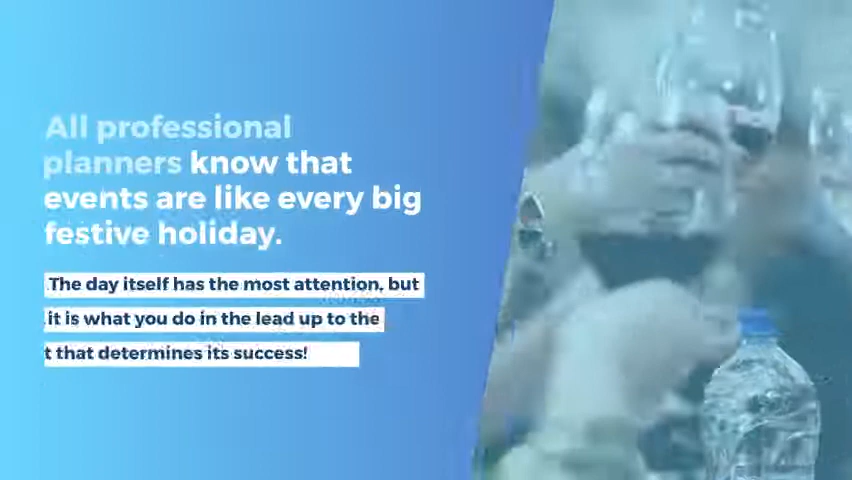 All professional
planners know that
events are like every big
festive holiday.
The day itself has the most attention, but
it is what you do in the lead up to the
t that determines its success!